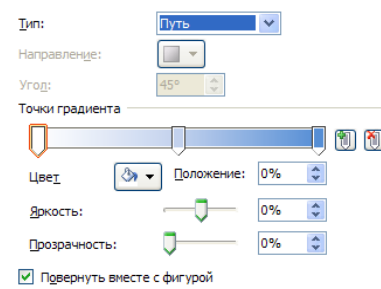 Тип: Путь
Направление:
Угол: 45°
Точки градиента
Цвет Положение: 0%
Яркость: 0%
Прозрачность: 0%
Повернуть вместе с фигурой